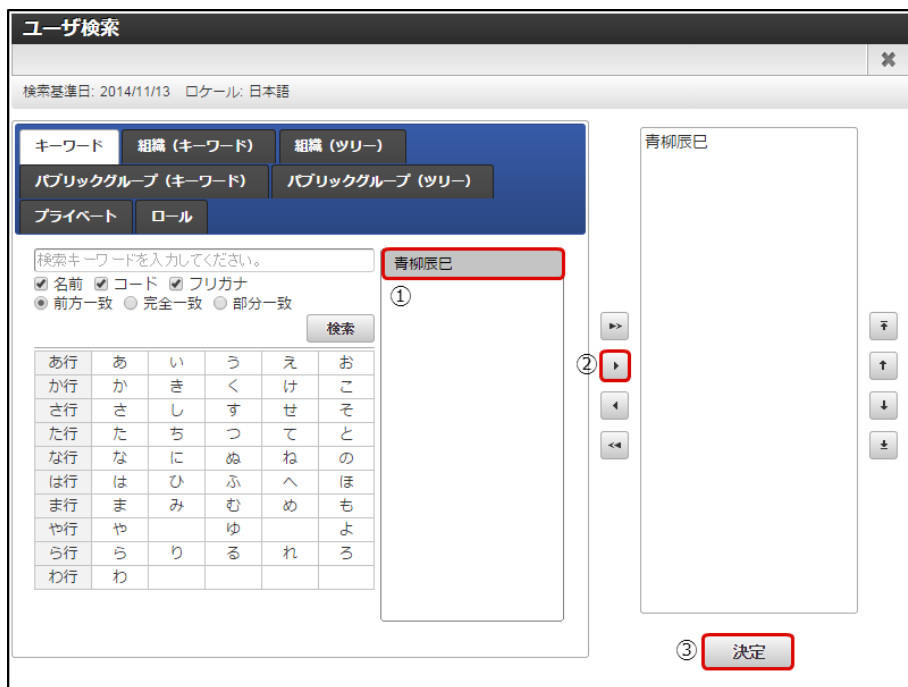 ユーザ検索
検索基準日: 2014/11/13 ロケール: 日本語
キーワード 組織（キーワード） 組織（ツリー）
パブリックグループ（キーワード） パブリックグループ（ツリー）
プライベート ロール
検索キーワードを入力してください。
名前 コード フリガナ
前方一致 完全一致 部分一致
検索
あ行 あ い う え お
か行 か き く け こ
さ行 さ し す せ そ
た行 た ち つ て と
な行 な に ぬ ね の
は行 は ひ ふ へ ほ
ま行 ま み む め も
や行 や ゆ よ
ら行 ら り る れ ろ
わ行 わ
青柳辰巳
①
②
青柳辰巳
③ 決定